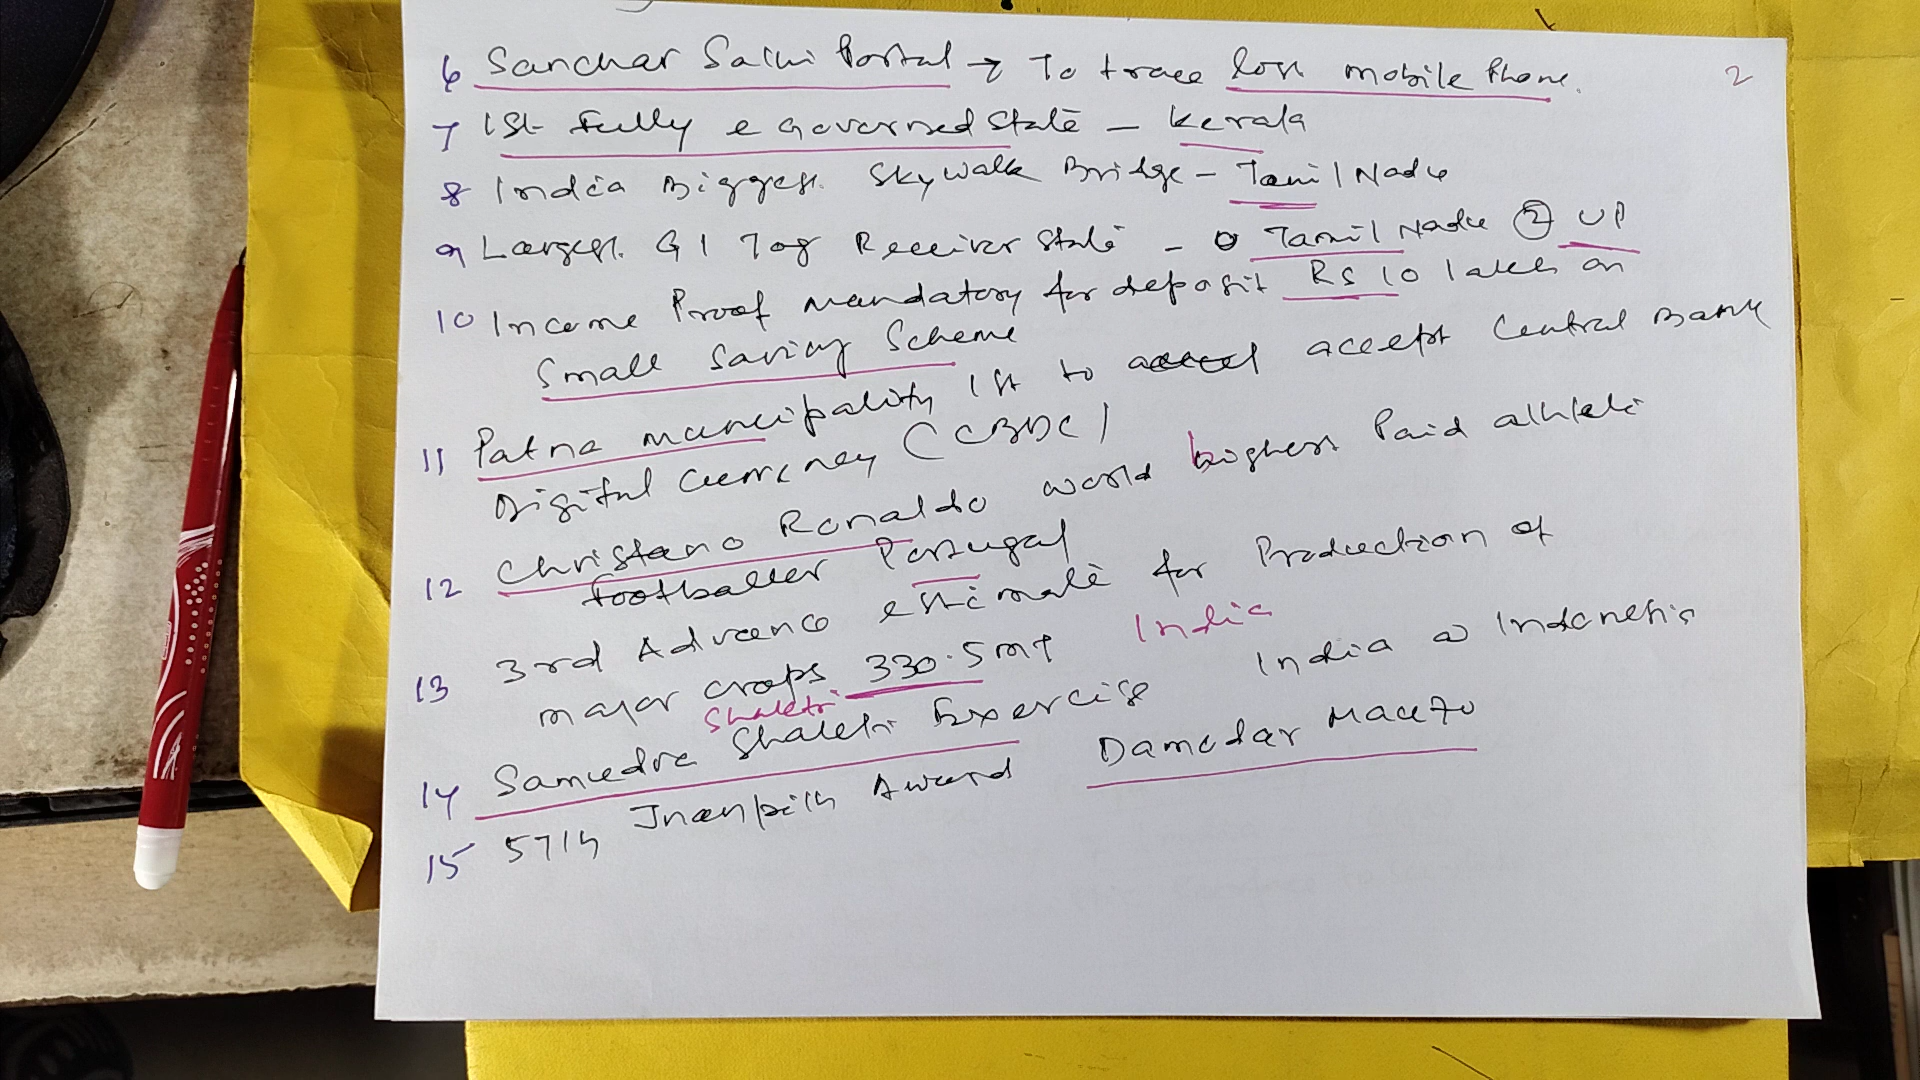 2
6 Sanchar Sathi Portal → To trace lost mobile Phone.
7 1st fully e Governed State - Kerala
8 India Biggest Skywalk Bridge - Tamil Nadu
9 Largest GI Tag Receiver State - ① Tamil Nadu ② UP
10 Income Proof mandatory for deposit Rs 10 lakh on
Small Saving Scheme
11 Patna municipality 1st to accept Central Bank
Digital Currency (CBDC)
12 Christano Ronaldo world highest Paid athlete
footballer Portugal
13 3rd Advance estimate for Production of
major crops 330.5mt India
Shakti
14 Samudra Shakti Exercise India & Indonesia
15 57th Jnanpith Award Damodar Mauzo